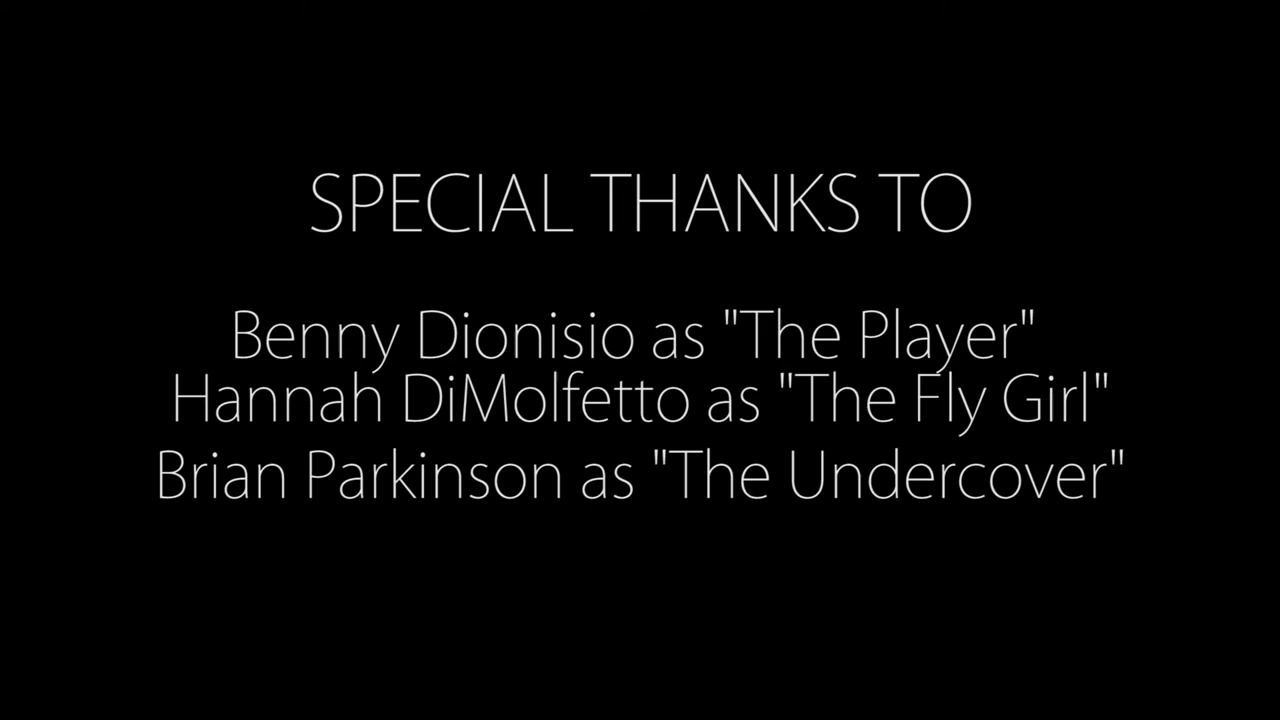 SPECIAL THANKS TO
Benny Dionisio as "The Player"
Hannah DiMolfetto as "The Fly Girl"
Brian Parkinson as "The Undercover"